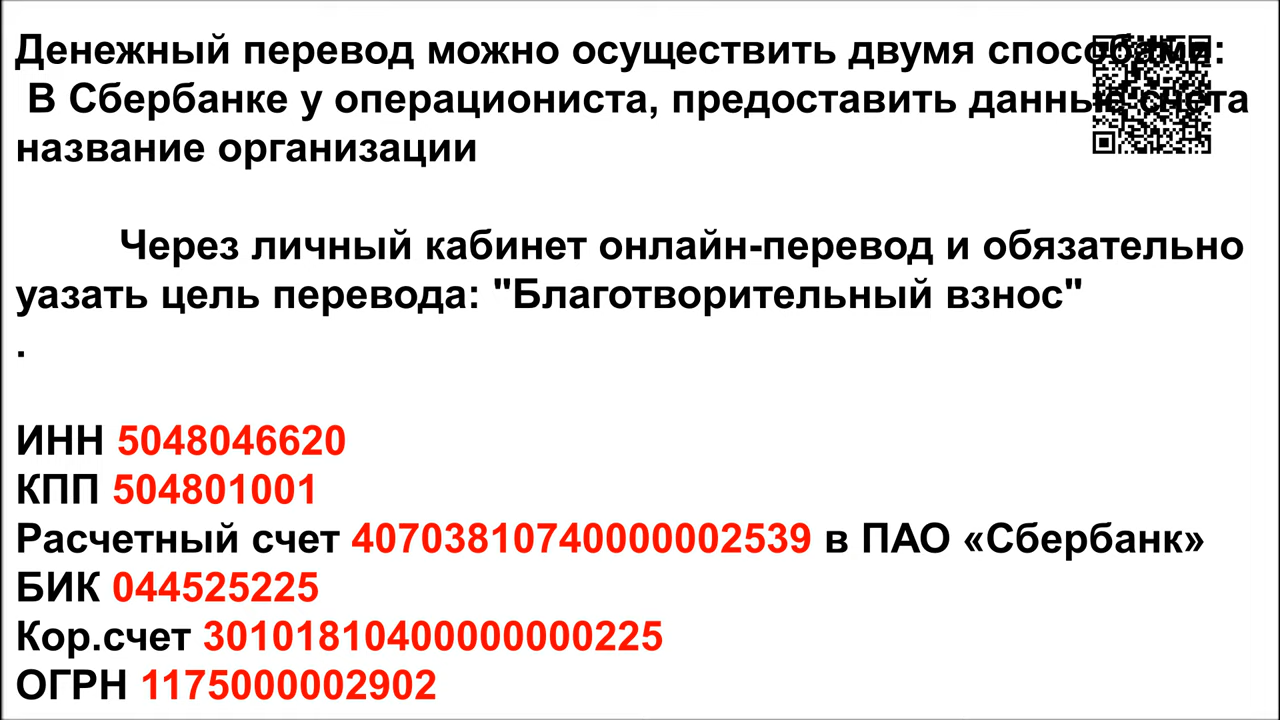 Денежный перевод можно осуществить двумя способами:
В Сбербанке у операциониста, предоставить данные счета
название организации
Через личный кабинет онлайн-перевод и обязательно
уазать цель перевода: "Благотворительный взнос"
.
ИНН 5048046620
КПП 504801001
Расчетный счет 40703810740000002539 в ПАО «Сбербанк»
БИК 044525225
Кор.счет 30101810400000000225
ОГРН 1175000002902